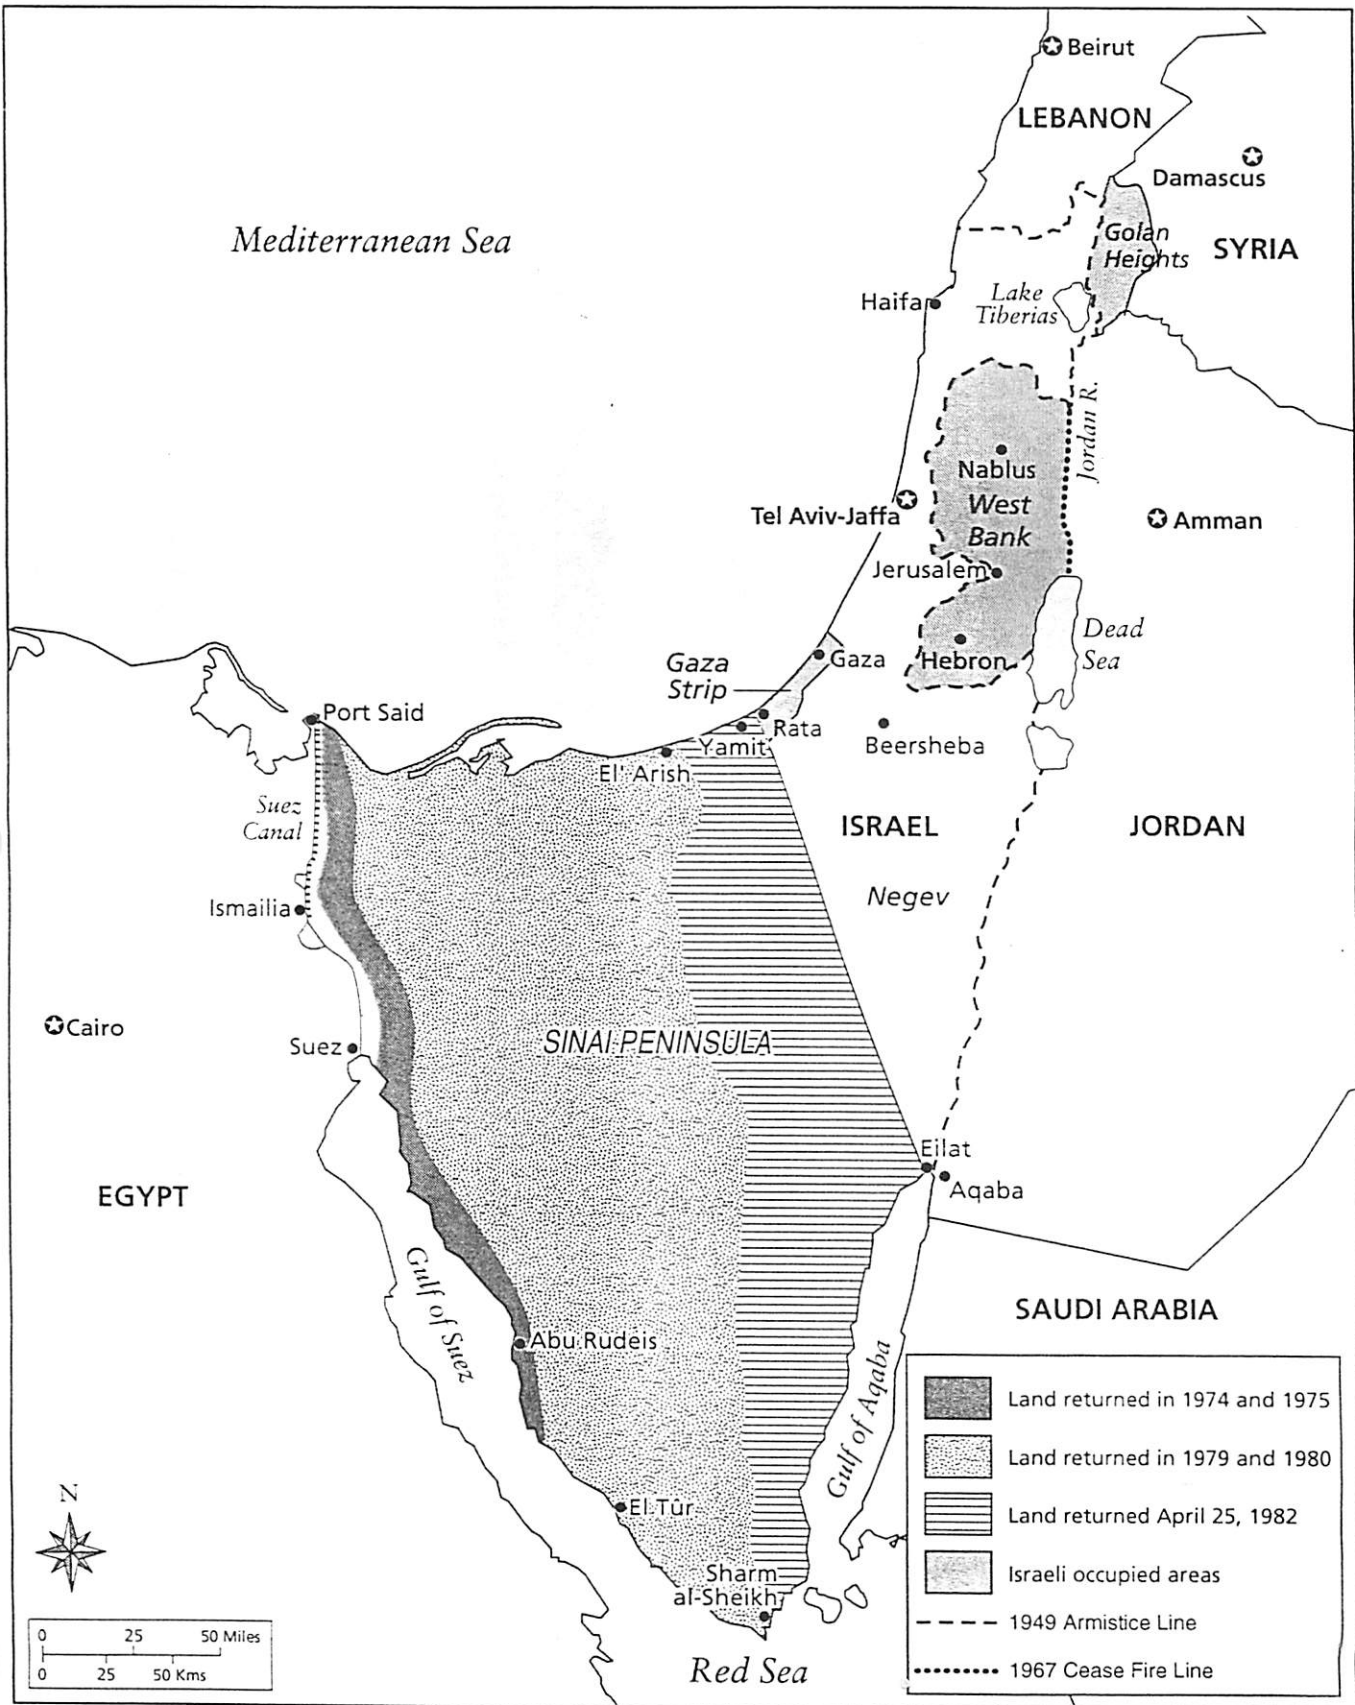 Beirut
LEBANON
Damascus
Mediterranean Sea
Golan
Heights
SYRIA
Haifa
Lake
Tiberias
Jordan R.
Nablus
West
Bank
Tel Aviv-Jaffa
Amman
Jerusalem
Dead
Sea
Gaza
Strip
Gaza
Hebron
Port Said
Rata
Yamit
Beersheba
El' Arish
Suez
Canal
ISRAEL
JORDAN
Negev
Ismailia
Cairo
Suez
SINAI PENINSULA
Eilat
Aqaba
EGYPT
Gulf of Suez
SAUDI ARABIA
Abu Rudeis
Gulf of Aqaba
El Tûr
Sharm
al-Sheikh
Red Sea
N
0 25 50 Miles
0 25 50 Kms
Land returned in 1974 and 1975
Land returned in 1979 and 1980
Land returned April 25, 1982
Israeli occupied areas
1949 Armistice Line
1967 Cease Fire Line